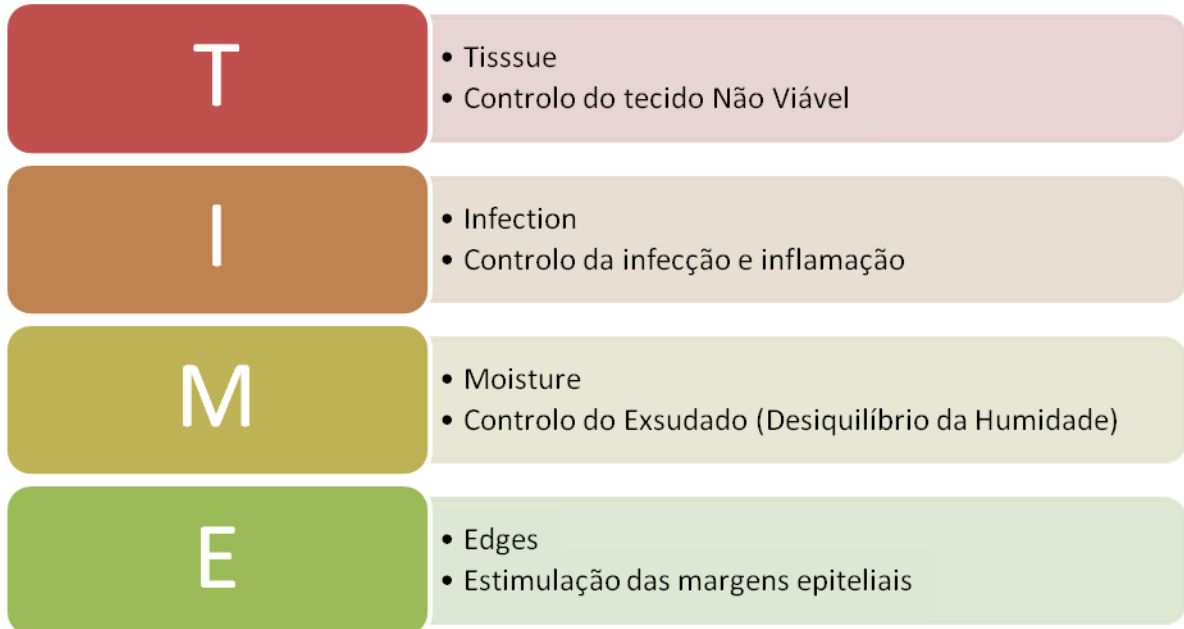 T
• Tisssue
• Controlo do tecido Não Viável
I
• Infection
• Controlo da infecção e inflamação
M
• Moisture
• Controlo do Exsudado (Desiquilíbrio da Humidade)
E
• Edges
• Estimulação das margens epiteliais